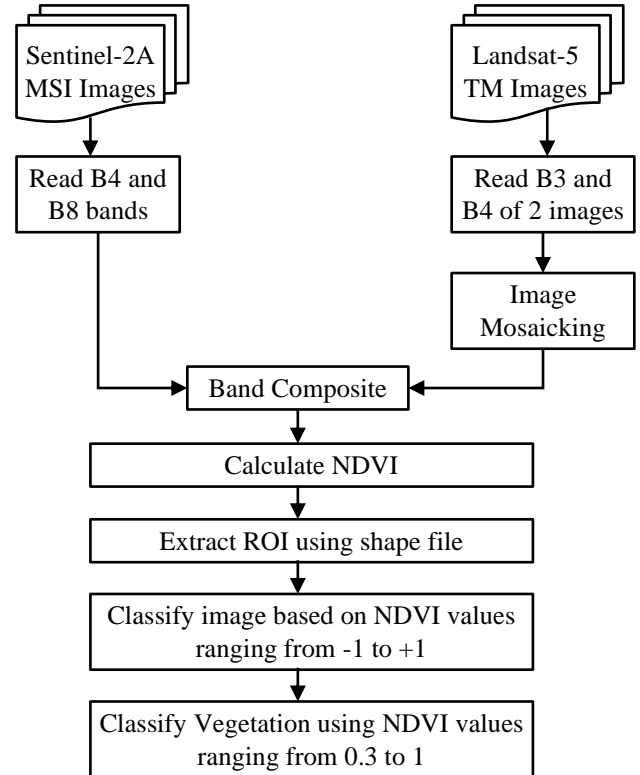 Sentinel-2A
MSI Images
Landsat-5
TM Images
Read B4 and
B8 bands
Read B3 and
B4 of 2 images
Image
Mosaicking
Band Composite
Calculate NDVI
Extract ROI using shape file
Classify image based on NDVI values
ranging from -1 to +1
Classify Vegetation using NDVI values
ranging from 0.3 to 1